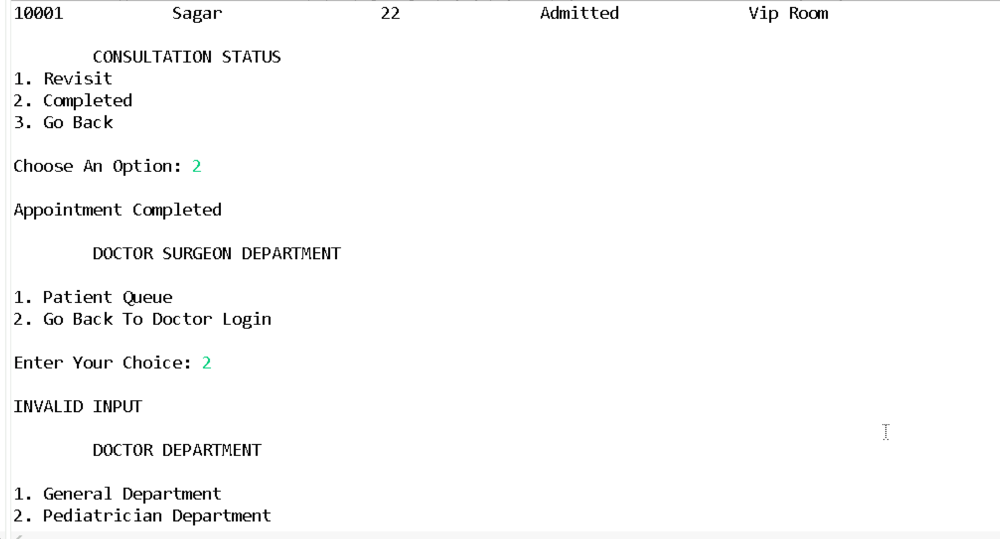 10001 Sagar 22 Admitted Vip Room
CONSULTATION STATUS
1. Revisit
2. Completed
3. Go Back
Choose An Option: 2
Appointment Completed
DOCTOR SURGEON DEPARTMENT
1. Patient Queue
2. Go Back To Doctor Login
Enter Your Choice: 2
INVALID INPUT
DOCTOR DEPARTMENT
1. General Department
2. Pediatrician Department